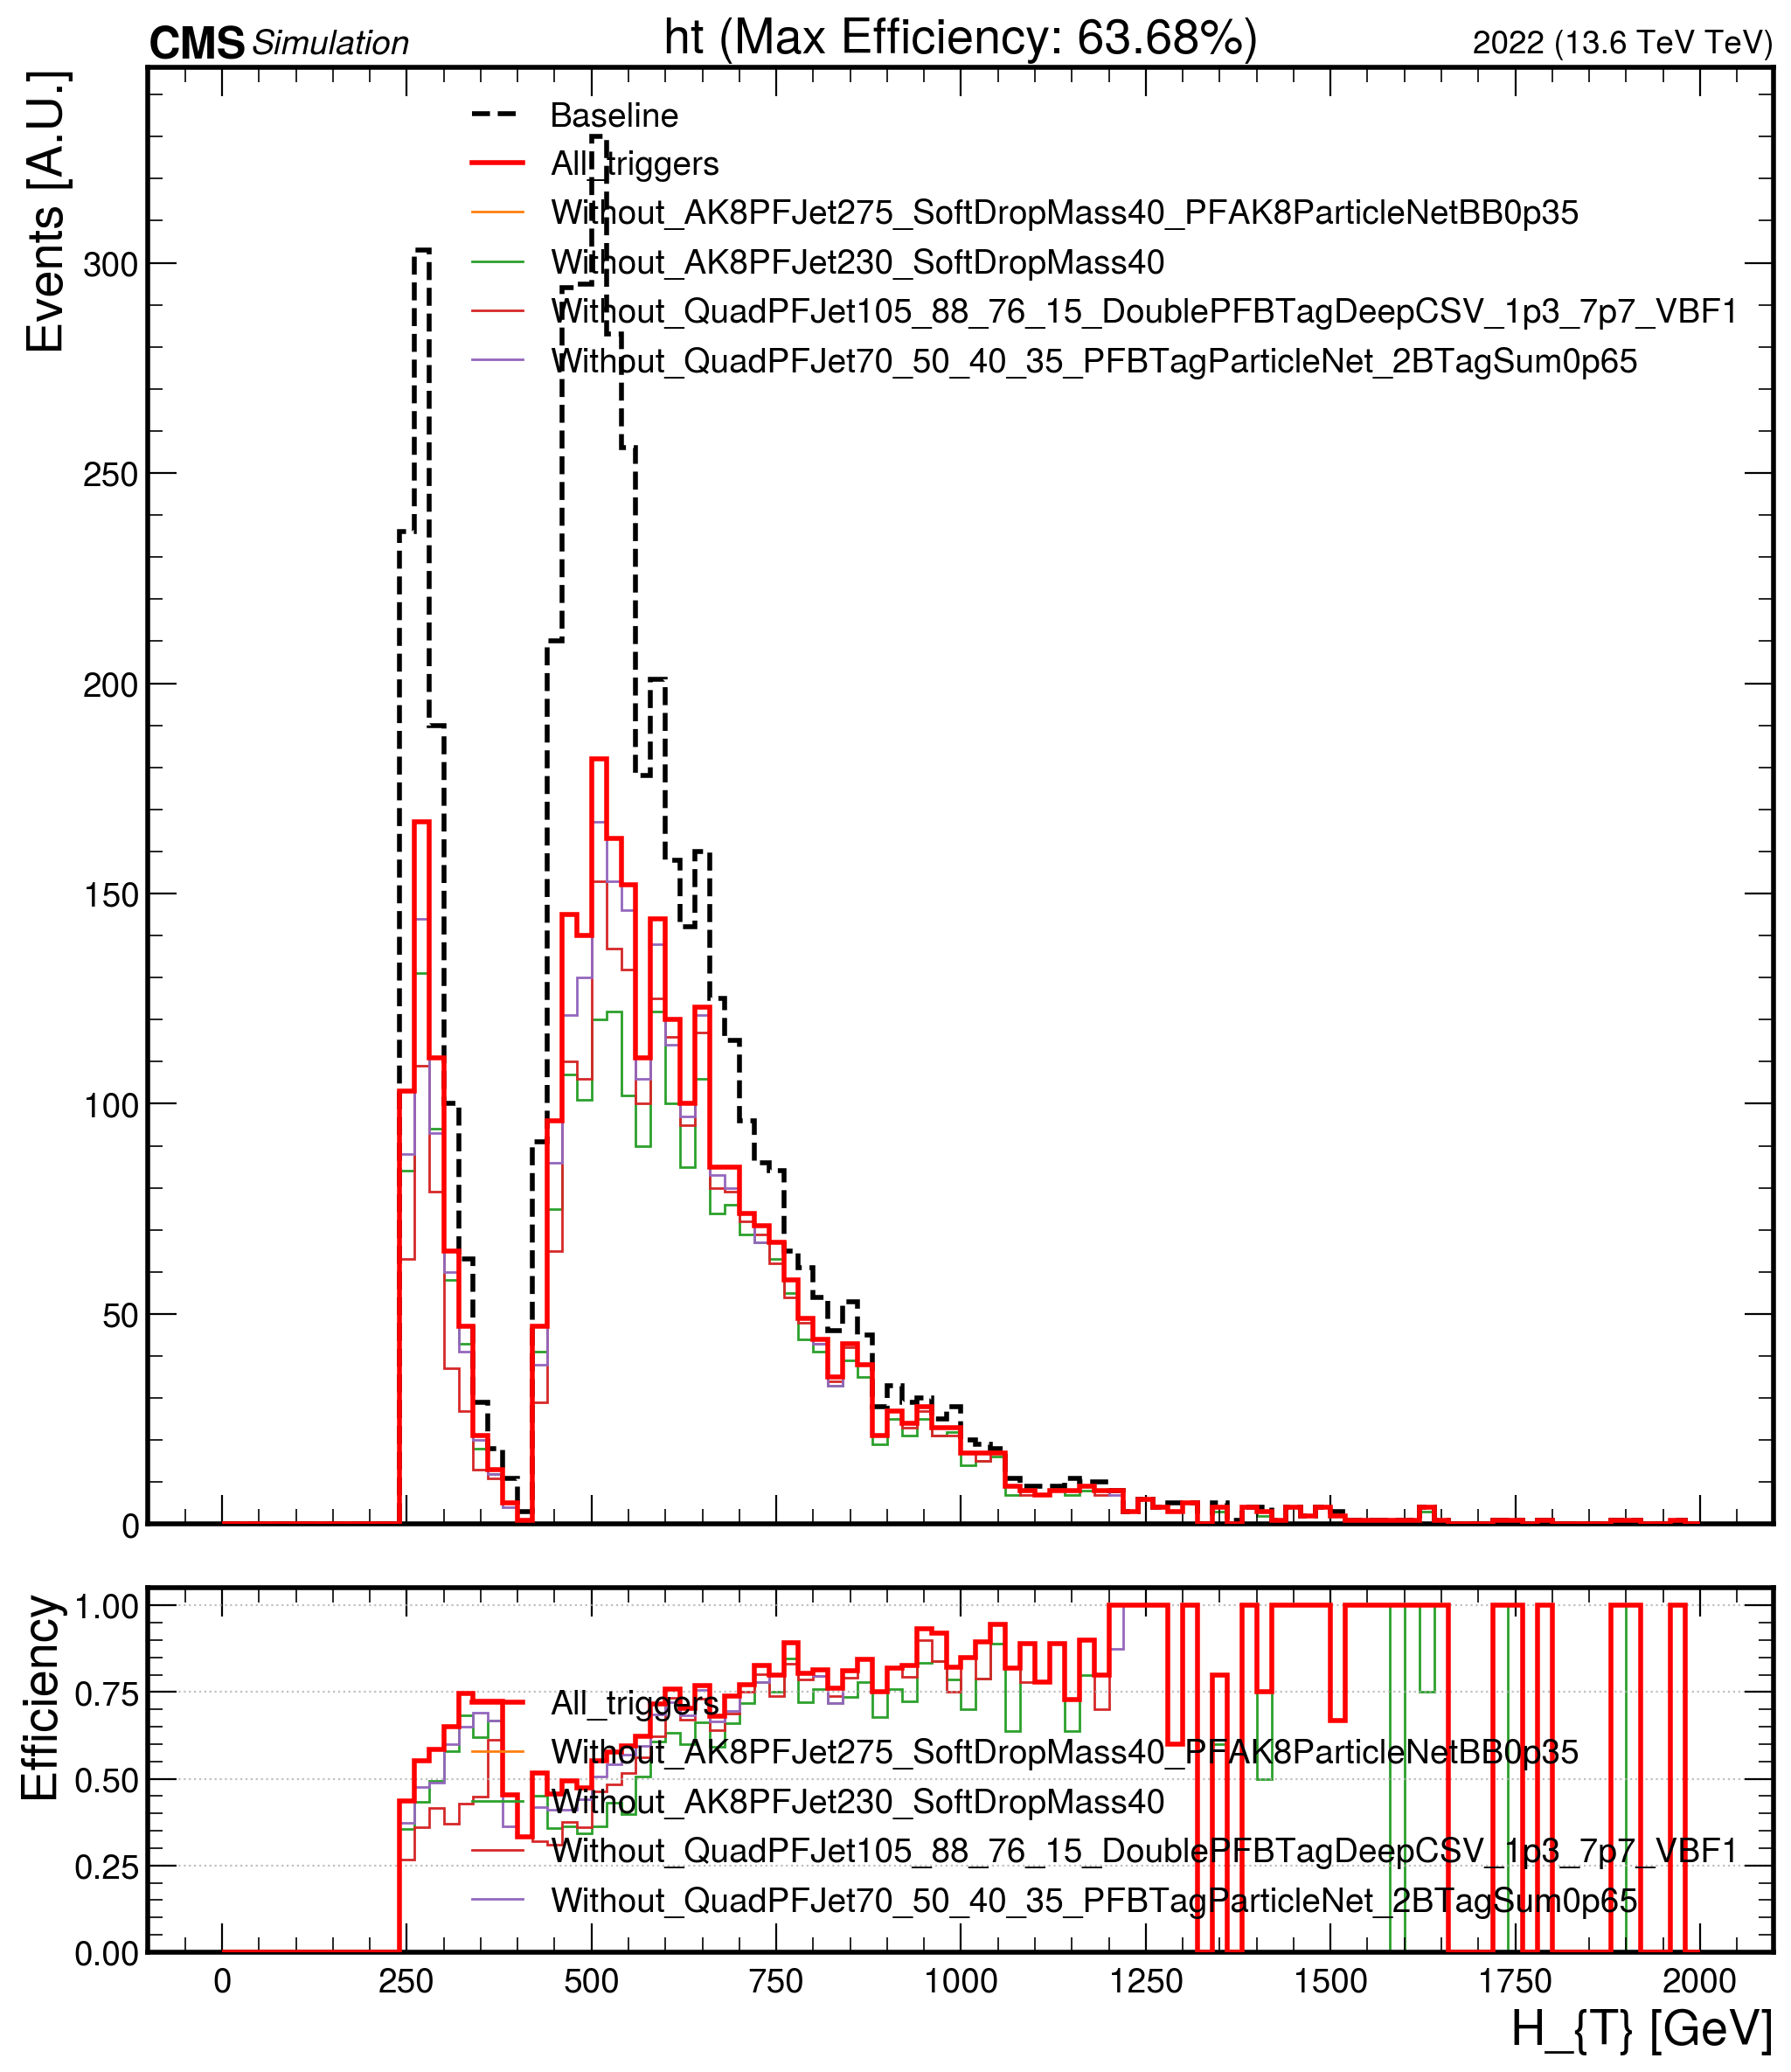 CMS Simulation ht (Max Efficiency: 63.68%) 2022 (13.6 TeV TeV)
Events [A.U.]
Baseline
All_triggers
Without_AK8PFJet275_SoftDropMass40_PFAK8ParticleNetBB0p35
Without_AK8PFJet230_SoftDropMass40
Without_QuadPFJet105_88_76_15_DoublePFBTagDeepCSV_1p3_7p7_VBF1
Without_QuadPFJet70_50_40_35_PFBTagParticleNet_2BTagSum0p65
300
250
200
150
100
50
0
Efficiency
1.00
0.75
0.50
0.25
0.00
All_triggers
Without_AK8PFJet275_SoftDropMass40_PFAK8ParticleNetBB0p35
Without_AK8PFJet230_SoftDropMass40
Without_QuadPFJet105_88_76_15_DoublePFBTagDeepCSV_1p3_7p7_VBF1
Without_QuadPFJet70_50_40_35_PFBTagParticleNet_2BTagSum0p65
0 250 500 750 1000 1250 1500 1750 2000
H_{T} [GeV]